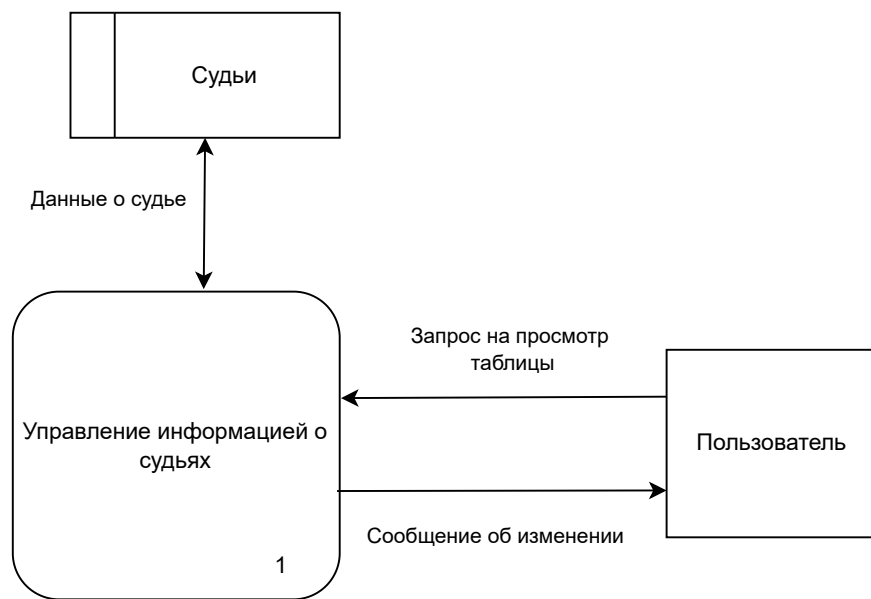 Судьи
Данные о судье
Запрос на просмотр
таблицы
Управление информацией о
судьях
Пользователь
Сообщение об изменении
1